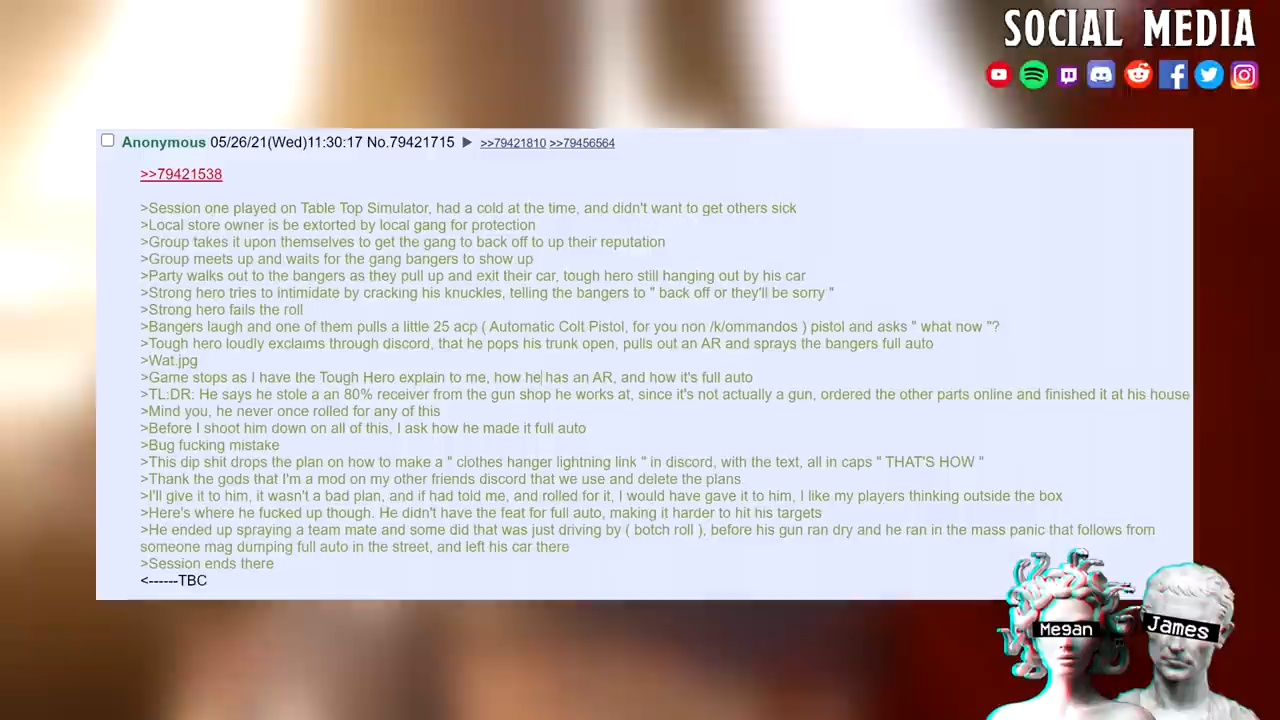 SOCIAL MEDIA
Anonymous 05/26/21(Wed)11:30:17 No.79421715 ▶ >>79421810 >>79456564
>>79421538
>Session one played on Table Top Simulator, had a cold at the time, and didn't want to get others sick
>Local store owner is be extorted by local gang for protection
>Group takes it upon themselves to get the gang to back off to up their reputation
>Group meets up and waits for the gang bangers to show up
>Party walks out to the bangers as they pull up and exit their car, tough hero still hanging out by his car
>Strong hero tries to intimidate by cracking his knuckles, telling the bangers to " back off or they'll be sorry "
>Strong hero fails the roll
>Bangers laugh and one of them pulls a little 25 acp ( Automatic Colt Pistol, for you non /k/ommandos ) pistol and asks " what now "?
>Tough hero loudly exclaims through discord, that he pops his trunk open, pulls out an AR and sprays the bangers full auto
>Wat.jpg
>Game stops as I have the Tough Hero explain to me, how he has an AR, and how it's full auto
>TL:DR: He says he stole a an 80% receiver from the gun shop he works at, since it's not actually a gun, ordered the other parts online and finished it at his house
>Mind you, he never once rolled for any of this
>Before I shoot him down on all of this, I ask how he made it full auto
>Bug fucking mistake
>This dip shit drops the plan on how to make a " clothes hanger lightning link " in discord, with the text, all in caps " THAT'S HOW "
>Thank the gods that I'm a mod on my other friends discord that we use and delete the plans
>I'll give it to him, it wasn't a bad plan, and if had told me, and rolled for it, I would have gave it to him, I like my players thinking outside the box
>Here's where he fucked up though. He didn't have the feat for full auto, making it harder to hit his targets
>He ended up spraying a team mate and some did that was just driving by ( botch roll ), before his gun ran dry and he ran in the mass panic that follows from
someone mag dumping full auto in the street, and left his car there
>Session ends there
<------TBC
Megan
James